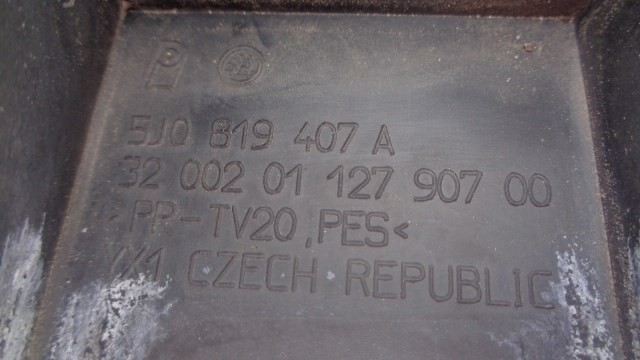 5J0 819 407 A
32 002 01 127 907 00
>PP-TV20,PES<
CZECH REPUBLIC